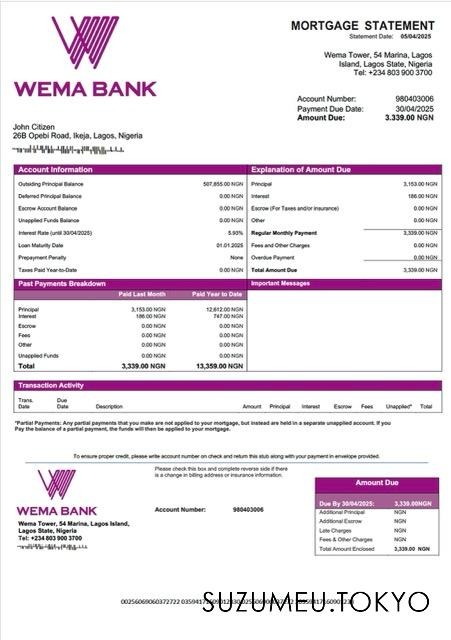 WEMA BANK
MORTGAGE STATEMENT
Statement Date: 05/04/2025
Wema Tower, 54 Marina, Lagos
Island, Lagos State, Nigeria
Tel: +234 803 900 3700
Account Number: 980403006
Payment Due Date: 30/04/2025
Amount Due: 3.339.00 NGN
John Citizen
26B Opebi Road, Ikeja, Lagos, Nigeria
Account Information
Outsiding Principal Balance 507,855.00 NGN
Deferred Principal Balance 0.00 NGN
Escrow Account Balance 0.00 NGN
Unapplied Funds Balance 0.00 NGN
Interest Rate (until 30/04/2025) 5.93%
Loan Maturity Date 01.01.2025
Prepayment Penalty None
Taxes Paid Year-to-Date 0.00 NGN
Explanation of Amount Due
Principal 3,153.00 NGN
Interest 186.00 NGN
Escrow (For Taxes and/or insurance) 0.00 NGN
Other 0.00 NGN
Regular Monthly Payment 3,339.00 NGN
Fees and Other Charges 0.00 NGN
Overdue Payment 0.00 NGN
Total Amount Due 3,339.00 NGN
Past Payments Breakdown
Paid Last Month Paid Year to Date
Principal 3,153.00 NGN 12,612.00 NGN
Interest 186.00 NGN 747.00 NGN
Escrow 0.00 NGN 0.00 NGN
Fees 0.00 NGN 0.00 NGN
Other 0.00 NGN 0.00 NGN
Unapplied Funds 0.00 NGN 0.00 NGN
Total 3,339.00 NGN 13,359.00 NGN
Important Messages
Transaction Activity
Trans. Date Due Date Description Amount Principal Interest Escrow Fees Unapplied* Total
*Partial Payments: Any partial payments that you make are not applied to your mortgage, but instead are held in a separate unapplied account. If you
Pay the balance of a partial payment, the funds will then be applied to your mortgage.
To ensure proper credit, please write account number on check and return this stub along with your payment in envelope provided.
WEMA BANK
Wema Tower, 54 Marina, Lagos Island,
Lagos State, Nigeria
Tel: +234 803 900 3700
Please check this box and complete reverse side if there
is a change in billing address or insurance information.
Account Number: 980403006
Amount Due
Due By 30/04/2025: 3,339.00NGN
Additional Principal NGN
Additional Escrow NGN
Late Charges NGN
Fees & Other Charges NGN
Total Amount Enclosed 3,339.00 NGN
SUZUMEU.TOKYO